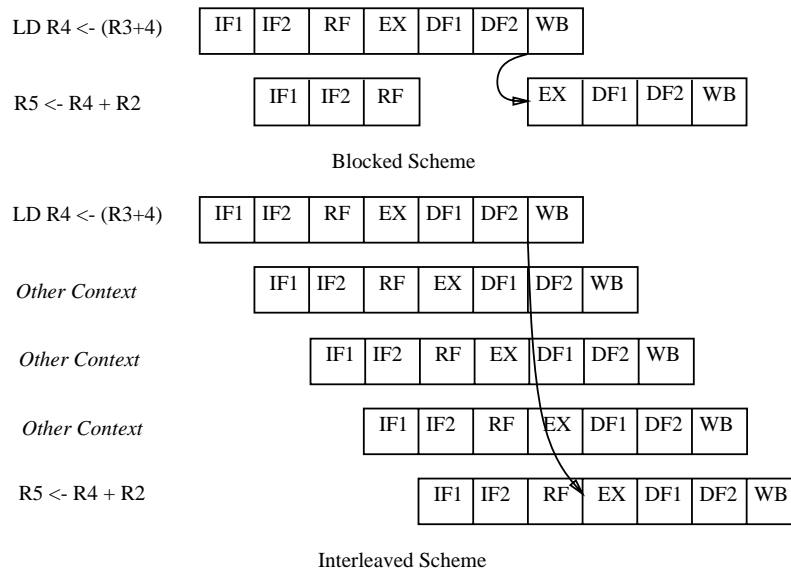 LD R4 <- (R3+4) IF1 IF2 RF EX DF1 DF2 WB
R5 <- R4 + R2 IF1 IF2 RF EX DF1 DF2 WB
Blocked Scheme
LD R4 <- (R3+4) IF1 IF2 RF EX DF1 DF2 WB
Other Context IF1 IF2 RF EX DF1 DF2 WB
Other Context IF1 IF2 RF EX DF1 DF2 WB
Other Context IF1 IF2 RF EX DF1 DF2 WB
R5 <- R4 + R2 IF1 IF2 RF EX DF1 DF2 WB
Interleaved Scheme